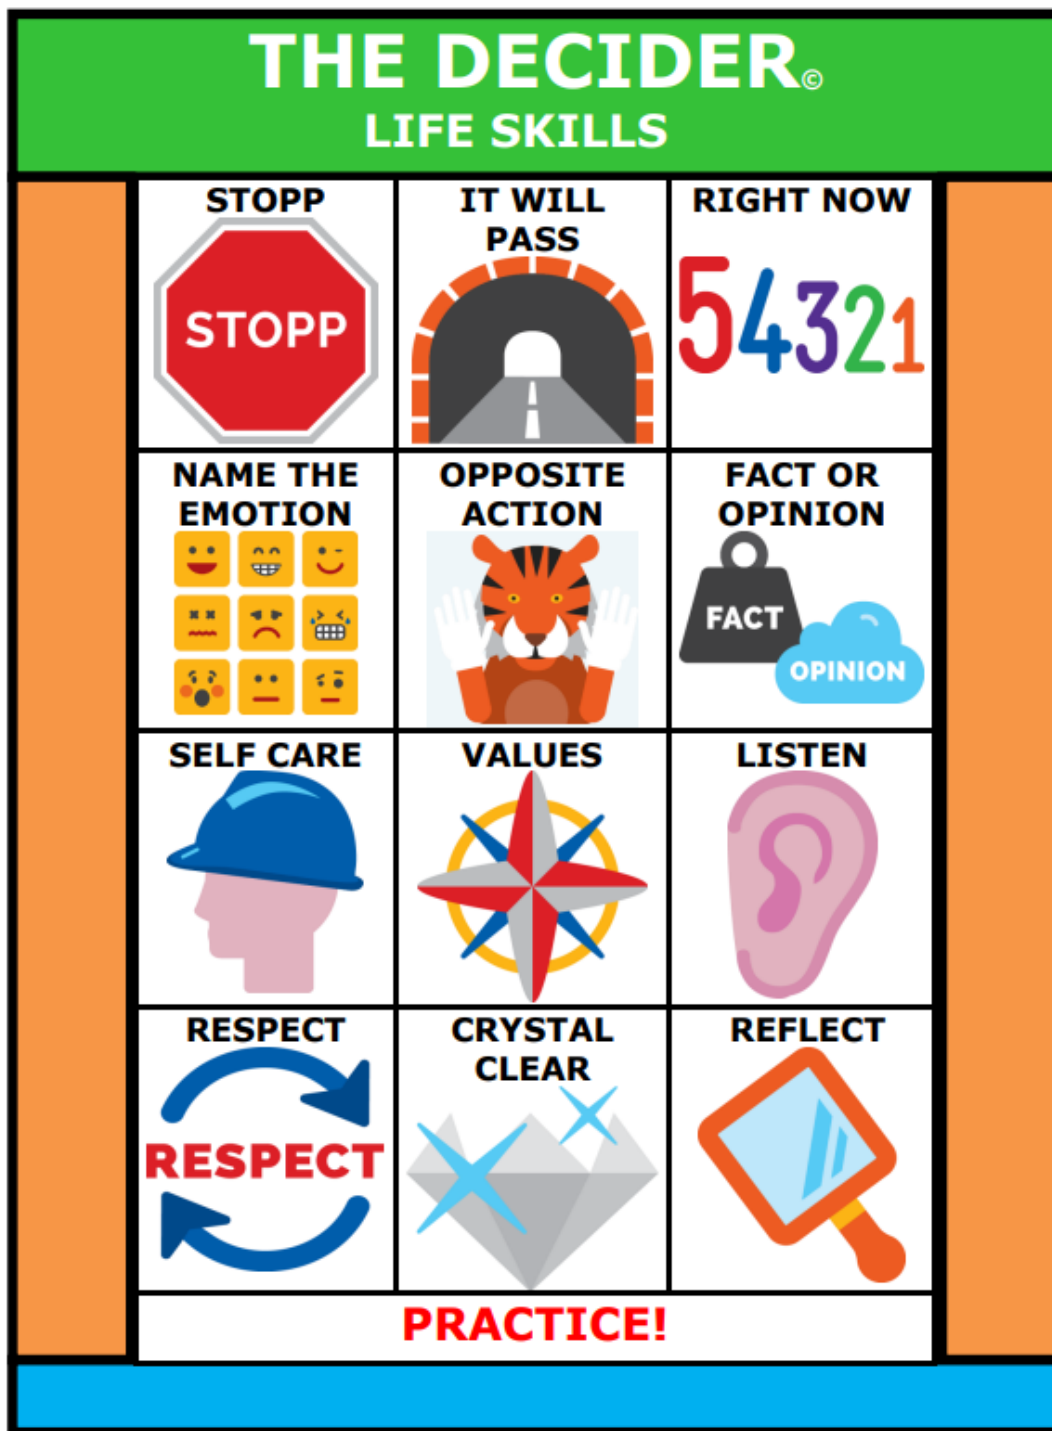 THE DECIDER©
LIFE SKILLS
STOPP
STOPP
IT WILL
PASS
RIGHT NOW
54321
NAME THE
EMOTION
OPPOSITE
ACTION
FACT OR
OPINION
FACT
OPINION
SELF CARE
VALUES
LISTEN
RESPECT
RESPECT
CRYSTAL
CLEAR
REFLECT
PRACTICE!